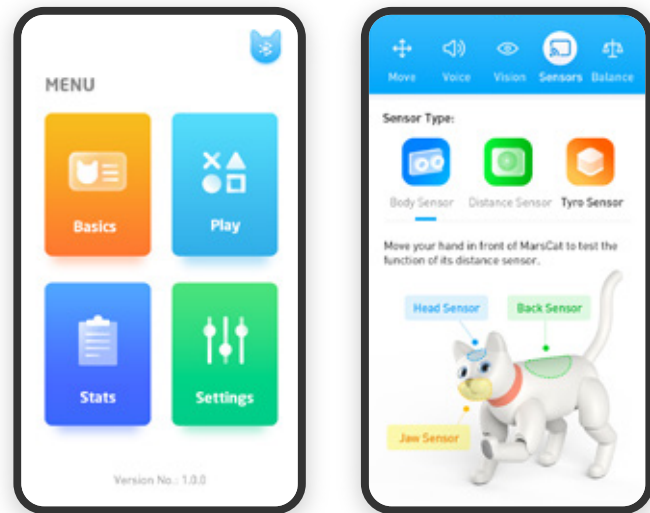 MENU
Basics
Play
Stats
Settings
Version No.: 1.0.0
Move Voice Vision Sensors Balance
Sensor Type:
Body Sensor Distance Sensor Tyro Sensor
Move your hand in front of MarsCat to test the
function of its distance sensor.
Head Sensor
Back Sensor
Jaw Sensor